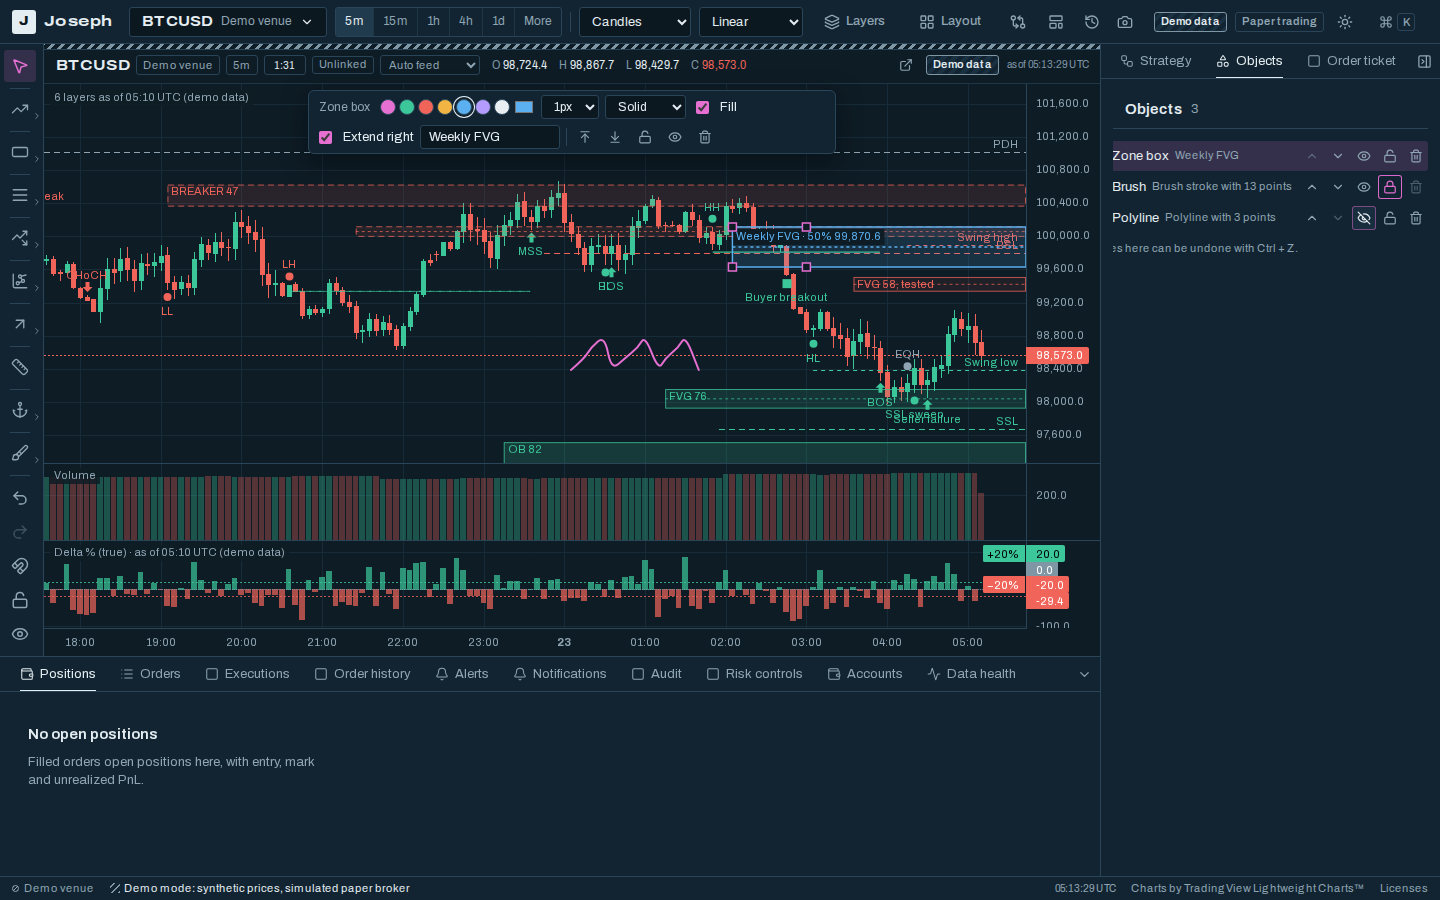 J Joseph BTCUSD Demo venue 5m 15m 1h 4h 1d More Candles Linear Layers Layout Demo data Paper trading ⌘ K
BTCUSD Demo venue 5m 1:31 Unlinked Auto feed O 98,724.4 H 98,867.7 L 98,429.7 C 98,573.0 Demo data as of 05:13:29 UTC
Strategy Objects Order ticket
6 layers as of 05:10 UTC (demo data)
Zone box 1px Solid Fill
Extend right Weekly FVG
Objects 3
Zone box Weekly FVG
Brush Brush stroke with 13 points
Polyline Polyline with 3 points
es here can be undone with Ctrl + Z.
101,600.0
101,200.0
PDH
100,800.0
BREAKER 47
eak
100,400.0
HH
100,000.0
Weekly FVG · 50% 99,870.6
Swing high
BSL
MSS
99,600.0
LH
CHoCH
FVG 58, tested
BOS
Buyer breakout
99,200.0
LL
98,800.0
98,573.0
EQH
HL
Swing low
98,400.0
FVG 76
BOS
98,000.0
SSL sweep
Seller failure
SSL
97,600.0
OB 82
Volume
200.0
Delta % (true) · as of 05:10 UTC (demo data)
+20% 20.0
0.0
−20% -20.0
-29.4
-100.0
18:00 19:00 20:00 21:00 22:00 23:00 23 01:00 02:00 03:00 04:00 05:00
Positions Orders Executions Order history Alerts Notifications Audit Risk controls Accounts Data health
No open positions
Filled orders open positions here, with entry, mark
and unrealized PnL.
Demo venue Demo mode: synthetic prices, simulated paper broker 05:13:29 UTC Charts by TradingView Lightweight Charts™ Licenses